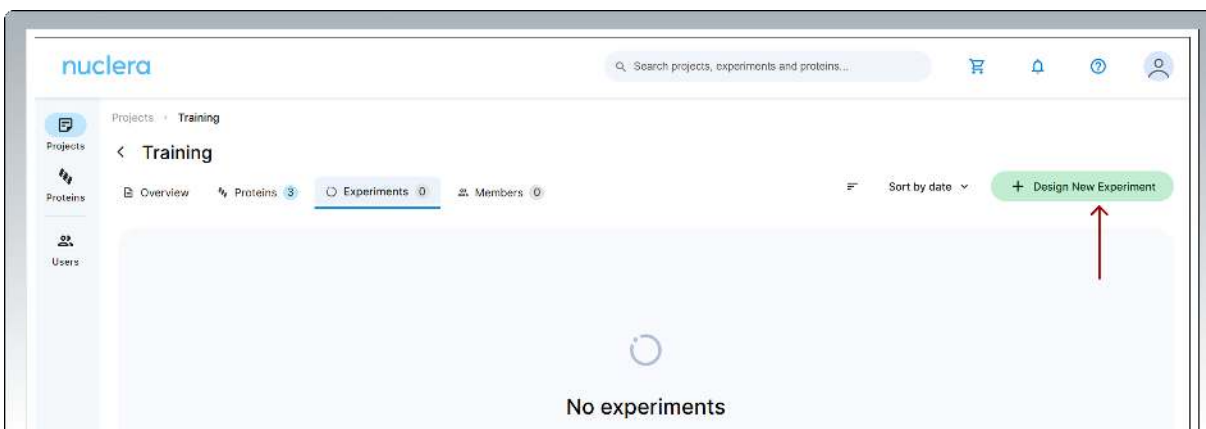 nuclera
Search projects, experiments and proteins...
Projects
Proteins
Users
Projects › Training
Training
Overview Proteins 3 Experiments 0 Members 0
Sort by date
+ Design New Experiment
No experiments